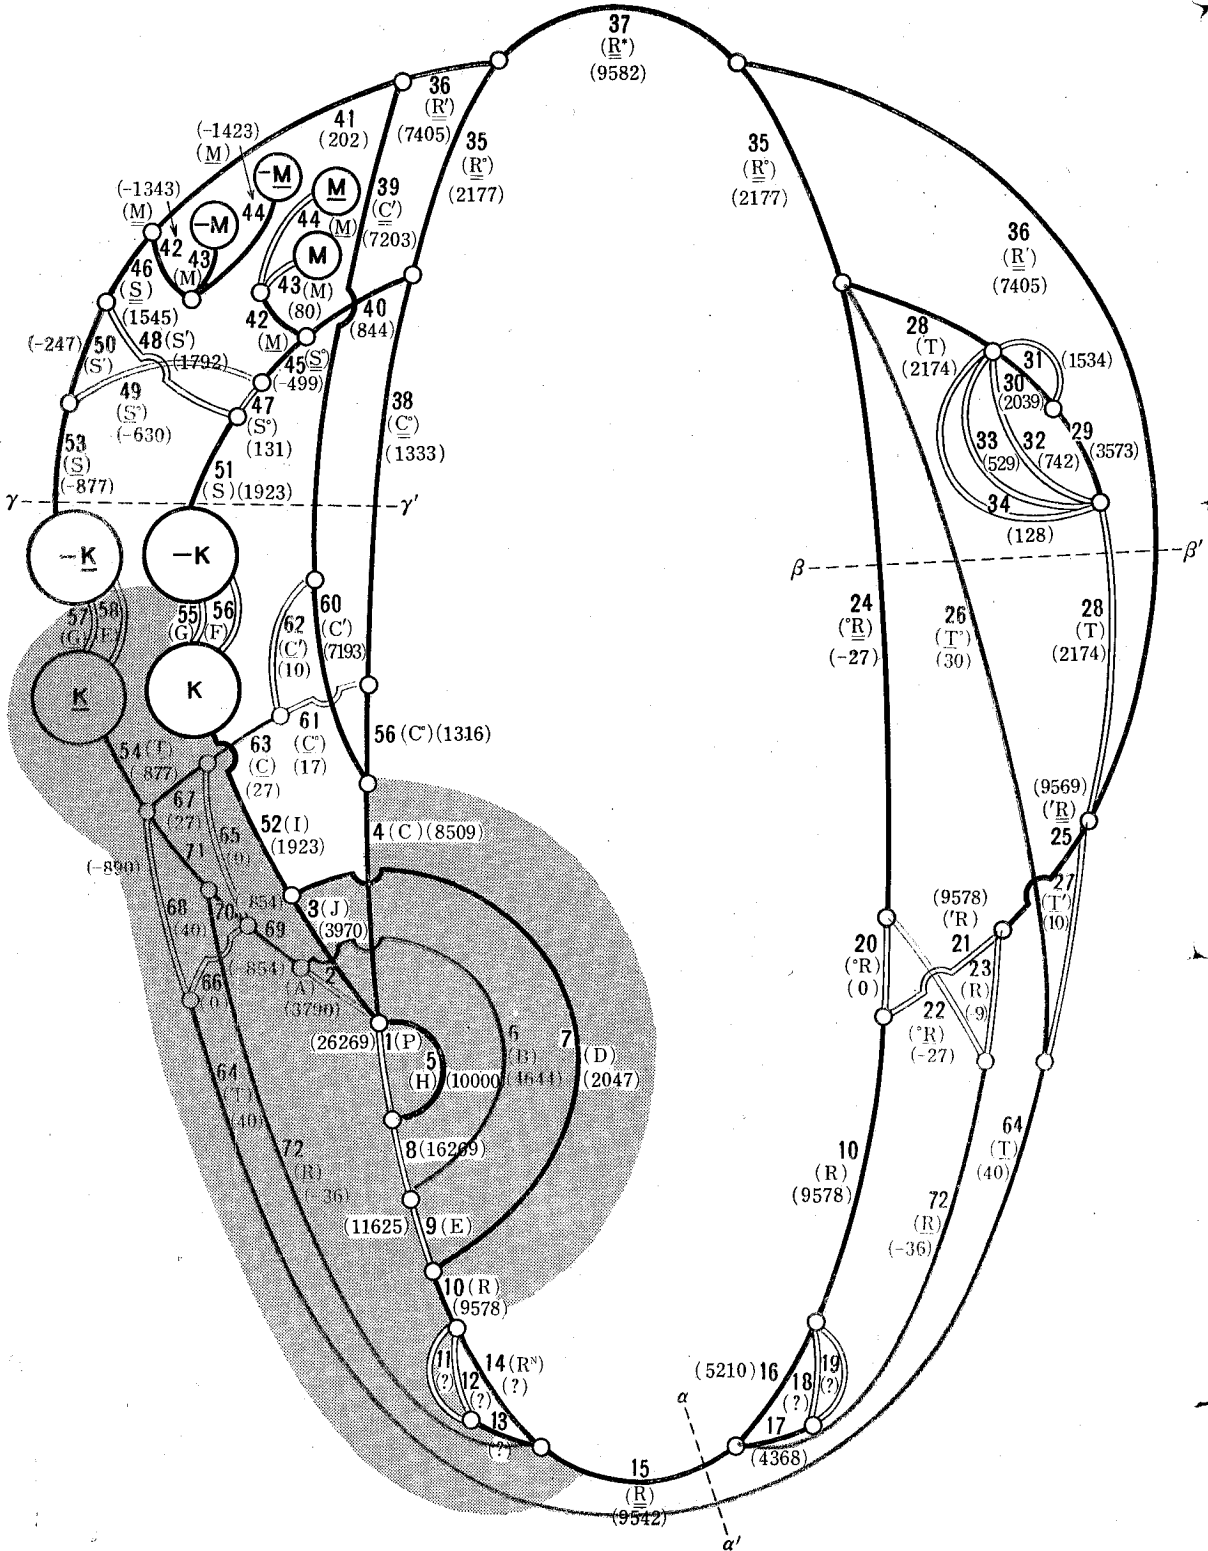 37
(R*)
(9582)
36
(R')
(7405)
35
(R°)
(2177)
35
(R°)
(2177)
36
(R')
(7405)
41
(202)
(-1423)
(M)
44
-M
(-1343)
(M)
42
(M)
43
-M
M
44
(M)
M
43
(M)
(80)
42
(M)
39
(C')
(7203)
40
(844)
46
(S)
(1545)
45
(S°)
(-499)
(-247)
50
(S')
48(S')
(1792)
49
(S°)
(-630)
47
(S°)
(131)
38
(C°)
(1333)
53
(S)
(-877)
51
(S)(1923)
γ
γ'
28
(T)
(2174)
31
(1534)
30
(2039)
29
(3573)
33
(529)
32
(742)
34
(128)
β
β'
-K
-K
57
(G)
58
(F)
55
(G)
56
(F)
K
K
62
(C')
(10)
60
(C')
(7193)
61
(C°)
(17)
63
(C)
(27)
56(C°)(1316)
24
(°R)
(-27)
26
(T°)
(30)
28
(T)
(2174)
54(T)
877)
67
(27)
65
(0)
52(I)
(1923)
4(C)(8509)
(9569)
('R)
25
(-890)
71
68
(40)
70
854)
69
-854)
66
(0)
3(J)
(3970)
2
(A)
(3790)
(9578)
('R)
21
27
(T')
(10)
20
(°R)
(0)
23
(R)
-9)
22
(°R)
(-27)
(26269)
1(P)
5
(H)
(10000)
6
(B)
(4644)
7
(D)
(2047)
8(16269)
(11625)
9(E)
10(R)
(9578)
64
(T)
(40)
72
(R)
(-36)
10
(R)
(9578)
72
(R)
(-36)
64
(T)
(40)
11
(?)
12
(?)
13
(?)
14(Rᴺ)
(?)
(5210)
16
18
(?)
19
(?)
17
(4368)
15
(R)
(9542)
α
α'